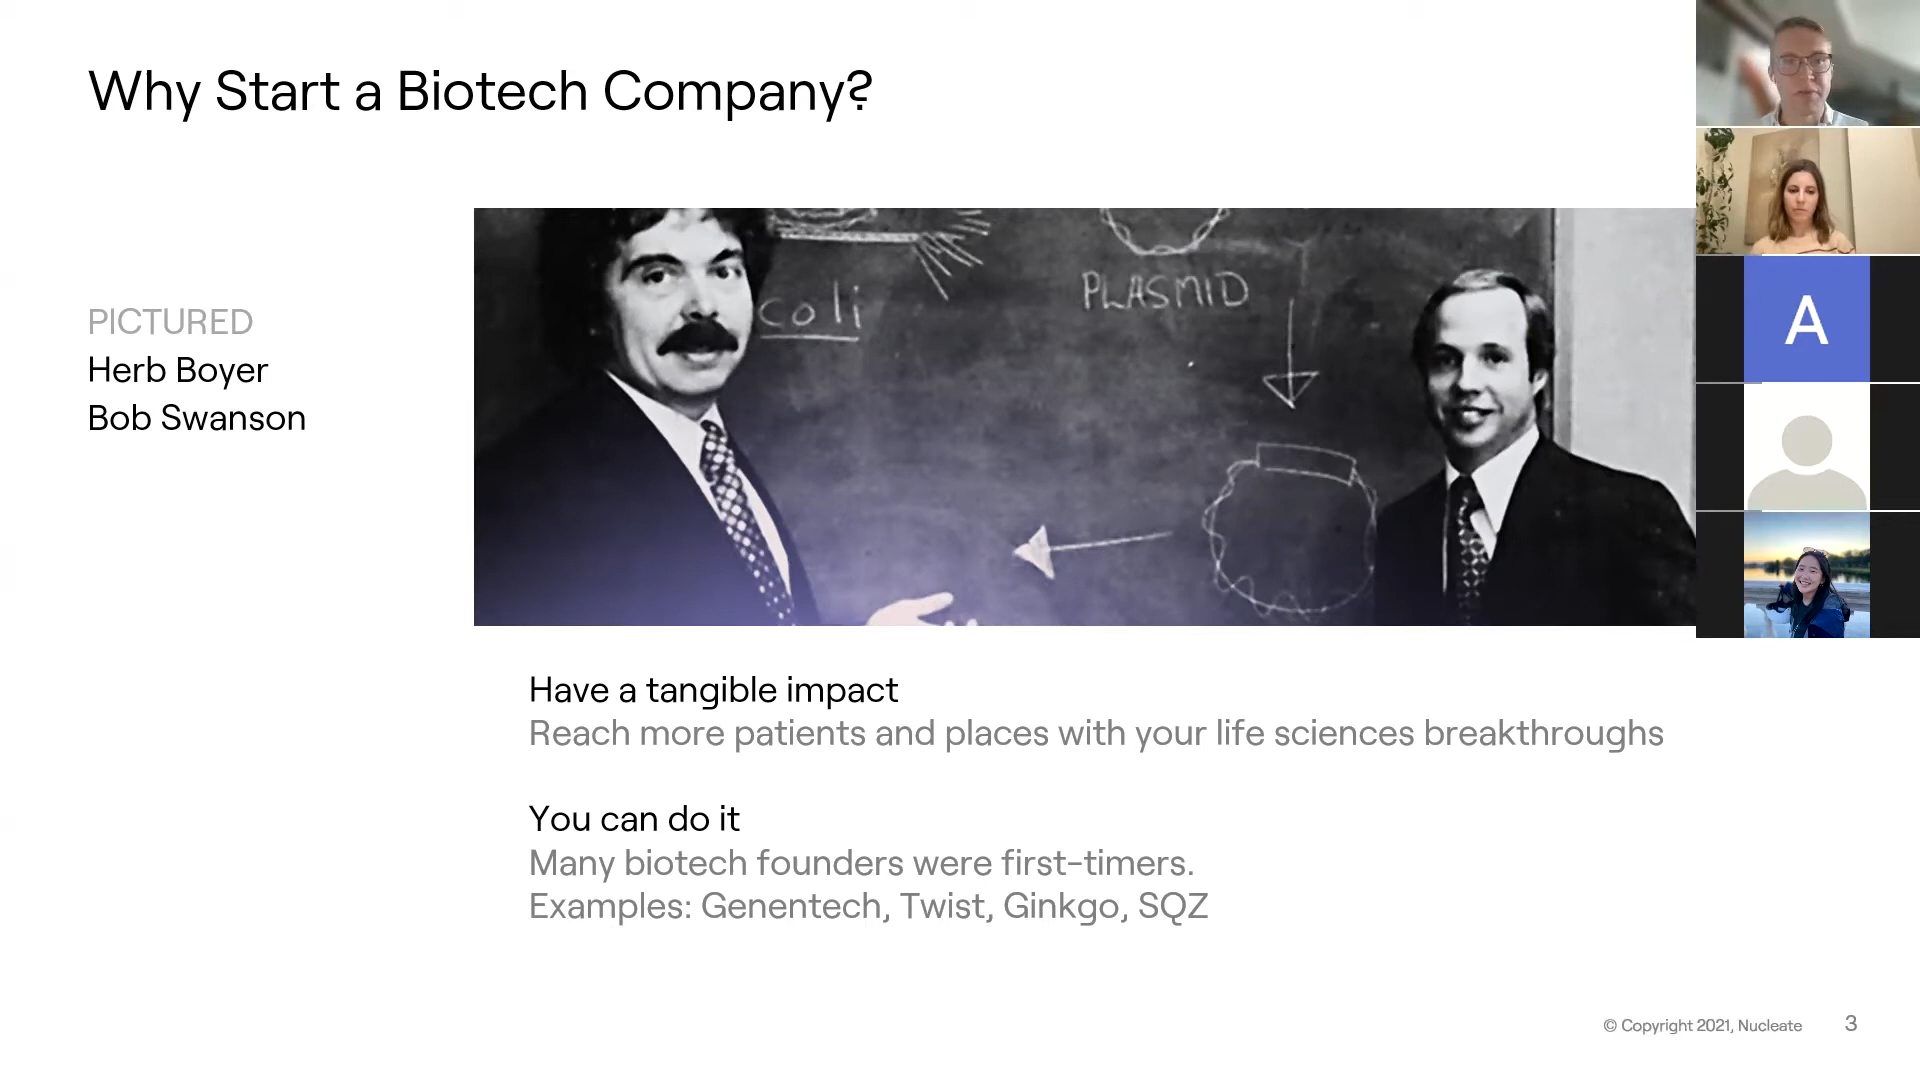 Why Start a Biotech Company?
PICTURED
Herb Boyer
Bob Swanson
coli
PLASMID
A
Have a tangible impact
Reach more patients and places with your life sciences breakthroughs
You can do it
Many biotech founders were first-timers.
Examples: Genentech, Twist, Ginkgo, SQZ
© Copyright 2021, Nucleate
3